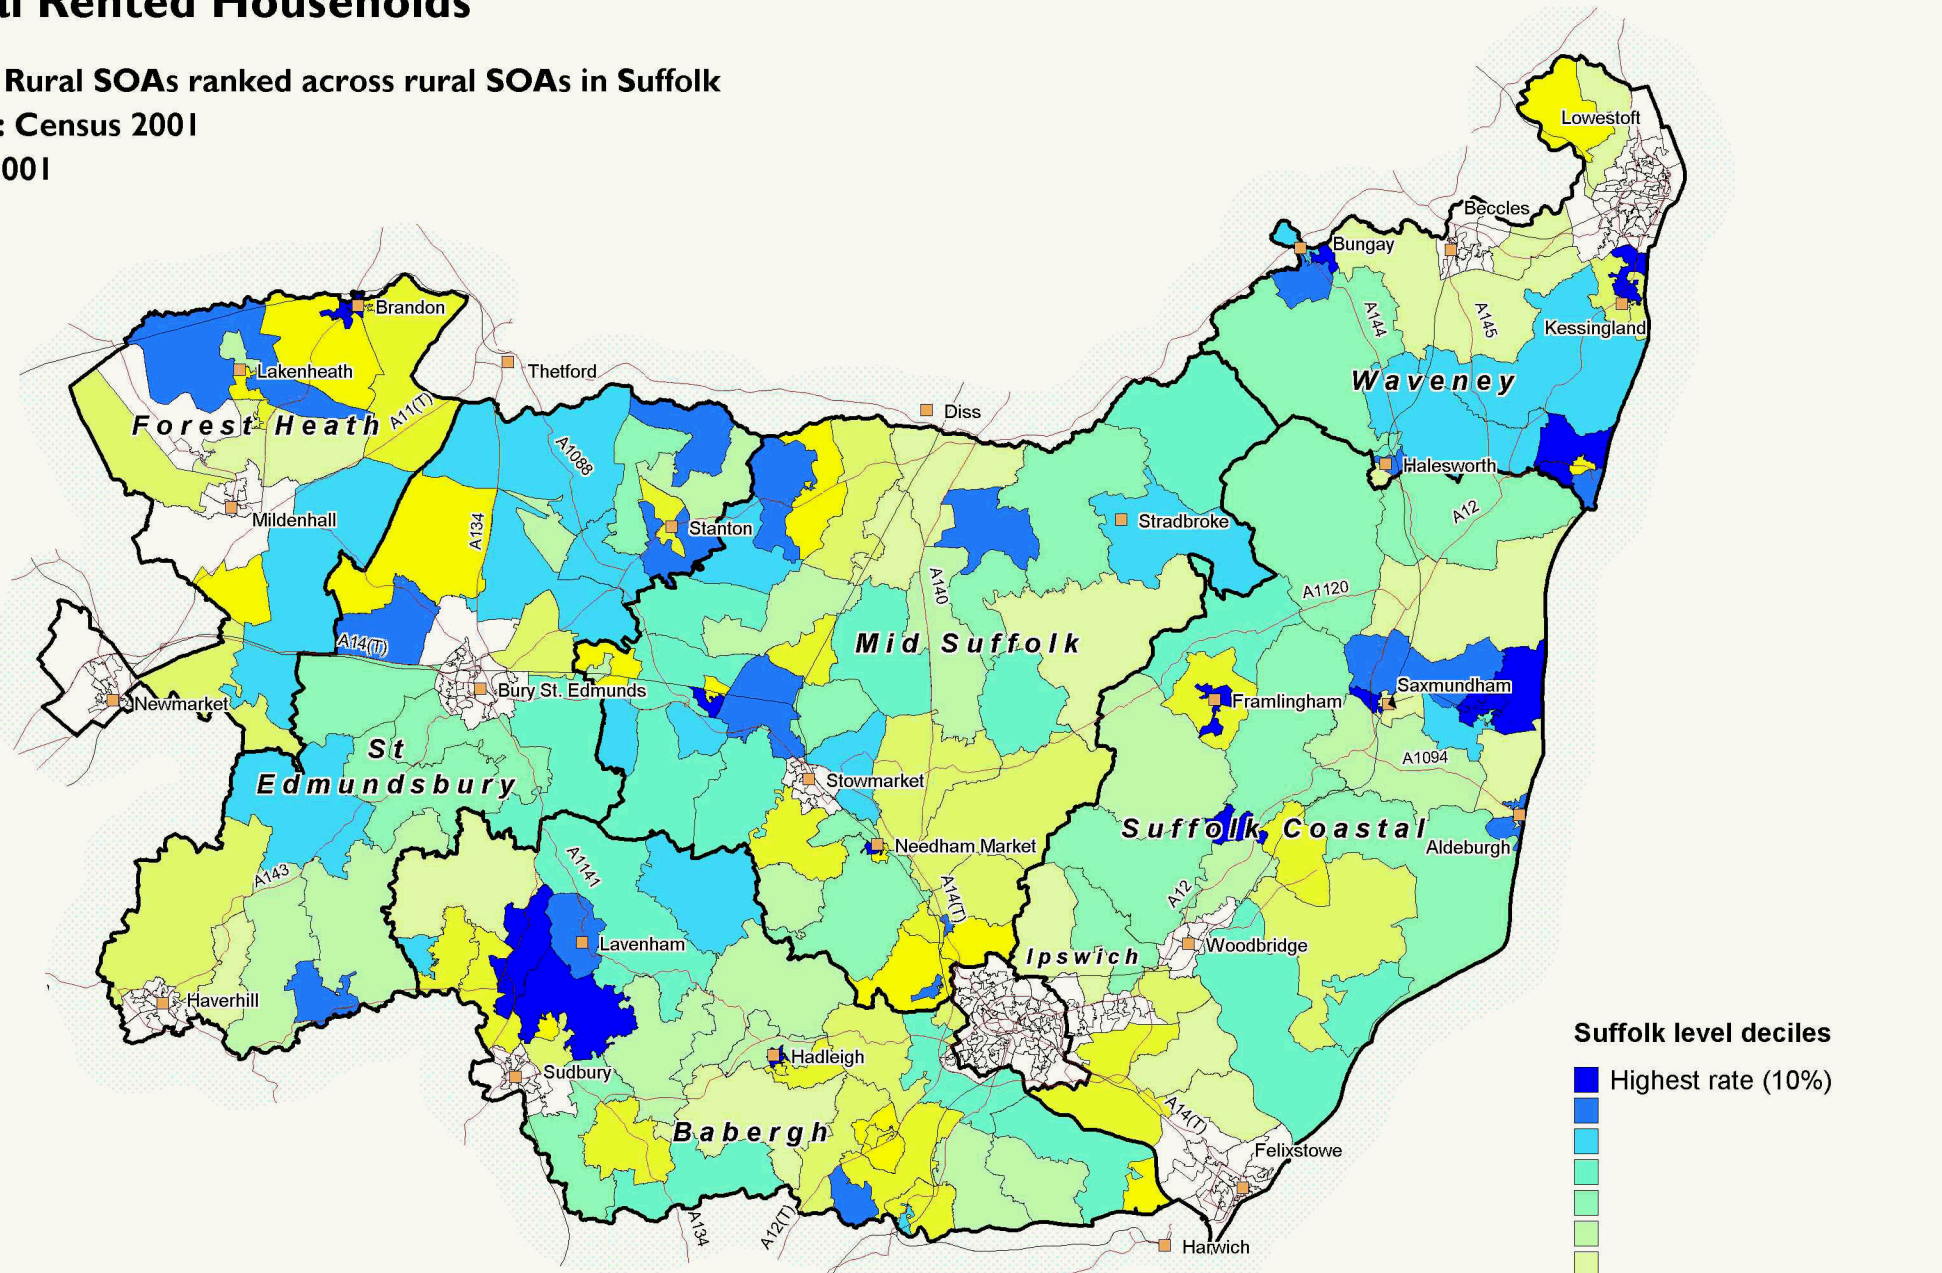 Rented Households
Rural SOAs ranked across rural SOAs in Suffolk
: Census 2001
001
Lowestoft
Beccles
Bungay
Brandon
A144
A145
Kessingland
Lakenheath
Thetford
Waveney
A11(T)
Diss
Forest Heath
A1088
Halesworth
A12
Mildenhall
A134
Stanton
Stradbroke
A140
A1120
A14(T)
Mid Suffolk
Bury St. Edmunds
Newmarket
Framlingham
Saxmundham
St
Edmundsbury
A1094
Stowmarket
Suffolk Coastal
Needham Market
Aldeburgh
A1141
A143
A14(T)
A12
Lavenham
Woodbridge
Ipswich
Haverhill
Suffolk level deciles
Hadleigh
Sudbury
Highest rate (10%)
A14(T)
Babergh
Felixstowe
A134
A12(T)
Harwich